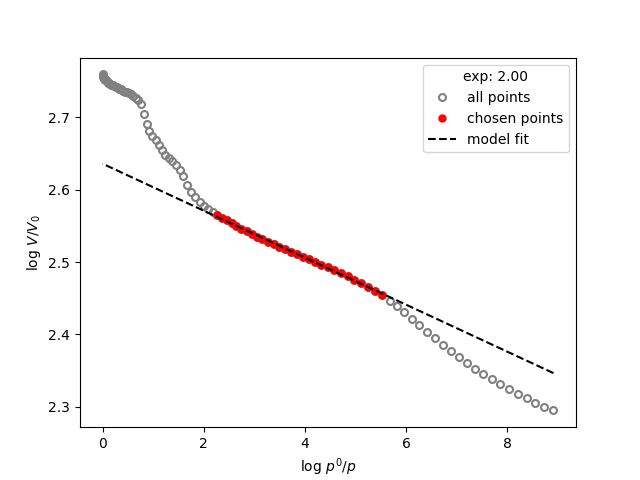 exp: 2.00
all points
chosen points
model fit
2.7
2.6
2.5
2.4
2.3
log V/V₀
0 2 4 6 8
log p⁰/p